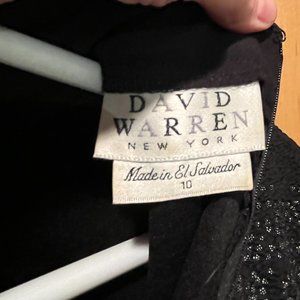 DAVID
WARREN
NEW YORK
Made in El Salvador
10